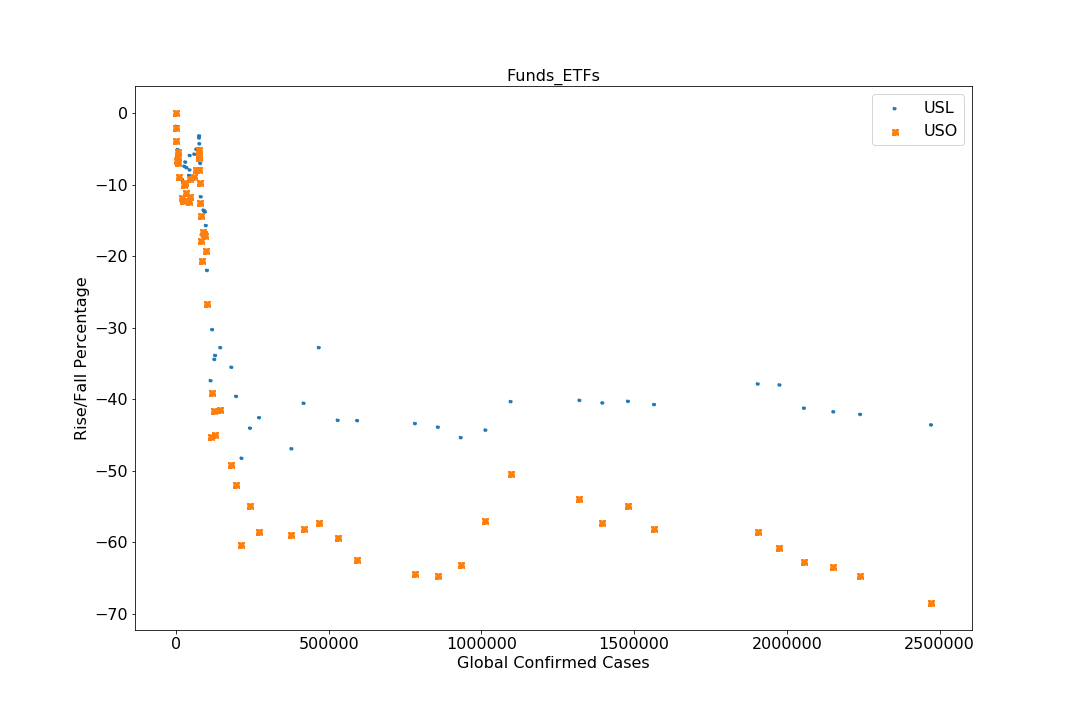 Funds_ETFs
USL
USO
0
−10
−20
−30
−40
−50
−60
−70
Rise/Fall Percentage
0 500000 1000000 1500000 2000000 2500000
Global Confirmed Cases